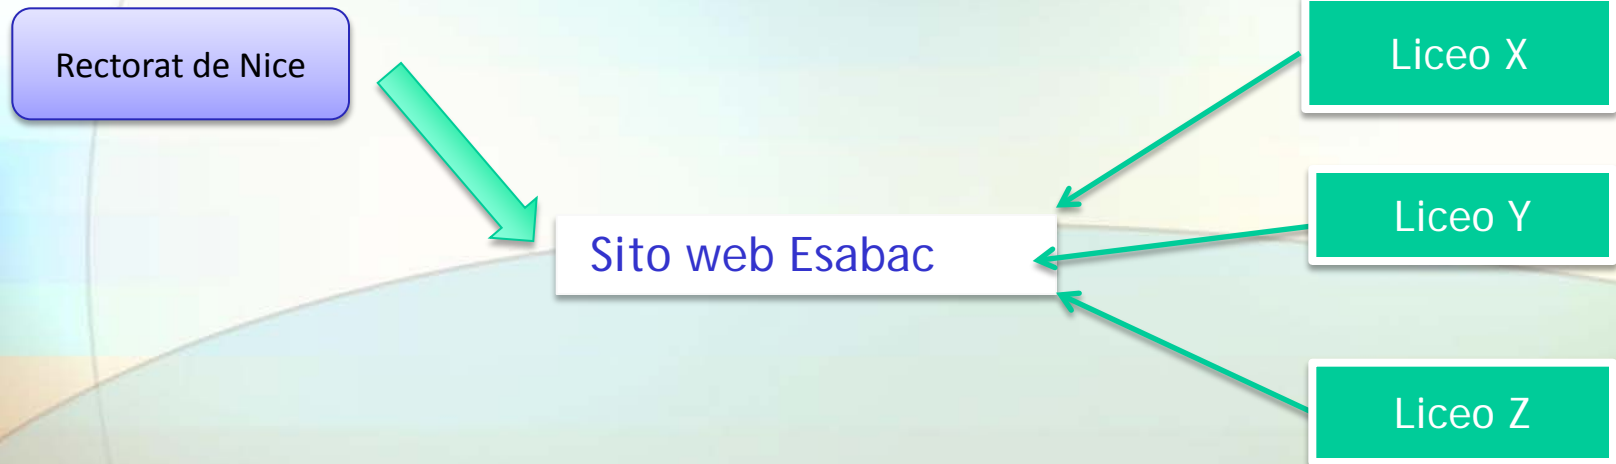 Rectorat de Nice
Liceo X
Liceo Y
Sito web Esabac
Liceo Z